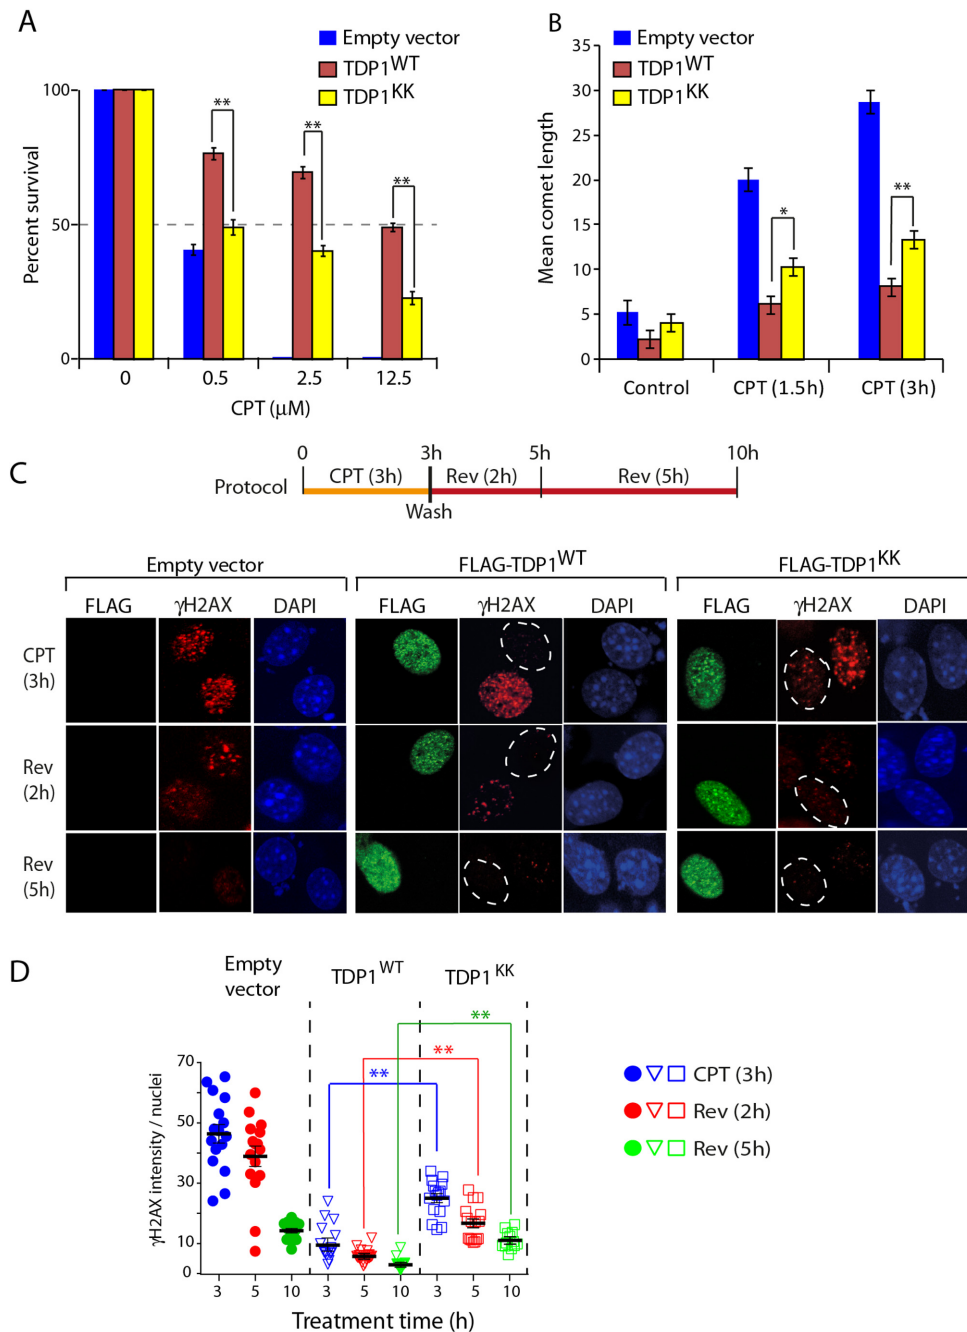 A
Empty vector
TDP1WT
TDP1KK
Percent survival
100
50
0
**
**
**
0 0.5 2.5 12.5
CPT (μM)
B
Empty vector
TDP1WT
TDP1KK
Mean comet length
35
30
25
20
15
10
5
0
*
**
Control CPT (1.5h) CPT (3h)
C
0 3h 5h 10h
Protocol CPT (3h) Rev (2h) Rev (5h)
Wash
Empty vector FLAG-TDP1WT FLAG-TDP1KK
FLAG γH2AX DAPI FLAG γH2AX DAPI FLAG γH2AX DAPI
CPT
(3h)
Rev
(2h)
Rev
(5h)
D
Empty
vector
TDP1WT
TDP1KK
**
**
**
γH2AX intensity / nuclei
70
50
30
10
0
3 5 10 3 5 10 3 5 10
Treatment time (h)
CPT (3h)
Rev (2h)
Rev (5h)